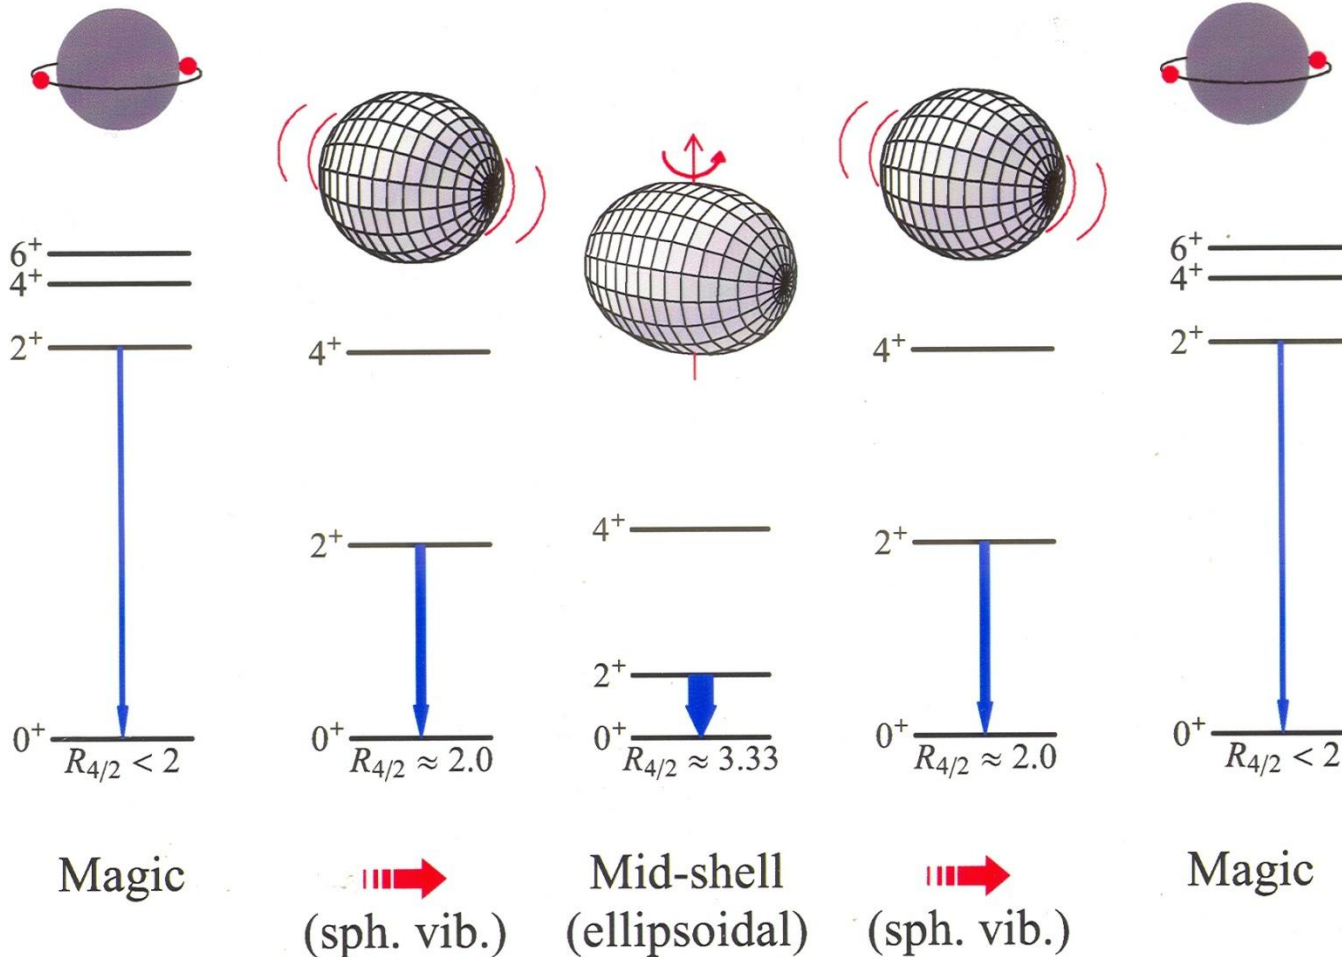 6⁺
4⁺
2⁺
0⁺
R₄/₂ < 2
4⁺
2⁺
0⁺
R₄/₂ ≈ 2.0
4⁺
2⁺
0⁺
R₄/₂ ≈ 3.33
4⁺
2⁺
0⁺
R₄/₂ ≈ 2.0
6⁺
4⁺
2⁺
0⁺
R₄/₂ < 2
Magic
(sph. vib.)
Mid-shell
(ellipsoidal)
(sph. vib.)
Magic